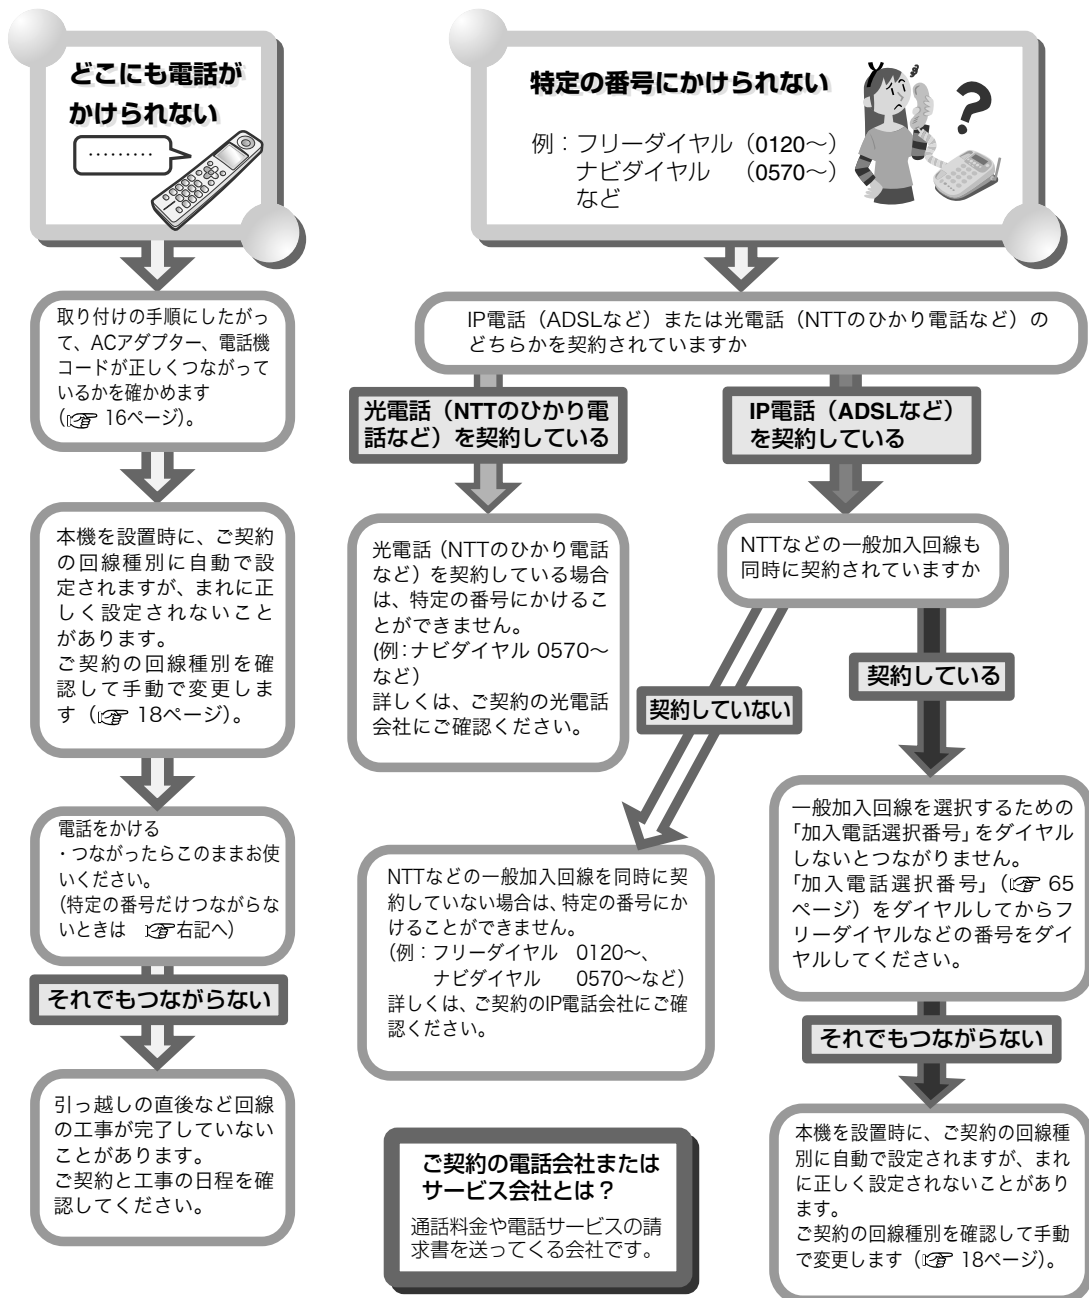 どこにも電話が
かけられない
………
取り付けの手順にしたがっ
て、ACアダプター、電話機
コードが正しくつながって
いるかを確かめます
(☞ 16ページ)。
本機を設置時に、ご契約
の回線種別に自動で設
定されますが、まれに正
しく設定されないこと
があります。
ご契約の回線種別を確
認して手動で変更しま
す(☞ 18ページ)。
電話をかける
・つながったらこのままお使
いください。
(特定の番号だけつながらな
いときは ☞右記へ)
それでもつながらない
引っ越しの直後など回線
の工事が完了していない
ことがあります。
ご契約と工事の日程を確
認してください。
特定の番号にかけられない
例:フリーダイヤル(0120〜)
ナビダイヤル (0570〜)
など
?
IP電話(ADSLなど)または光電話(NTTのひかり電話など)の
どちらかを契約されていますか
光電話(NTTのひかり電
話など)を契約している
光電話(NTTのひかり電話
など)を契約している場合
は、特定の番号にかけるこ
とができません。
(例:ナビダイヤル 0570〜
など)
詳しくは、ご契約の光電話
会社にご確認ください。
IP電話(ADSLなど)
を契約している
NTTなどの一般加入回線も
同時に契約されていますか
契約していない
NTTなどの一般加入回線を同時に契
約していない場合は、特定の番号にか
けることができません。
(例:フリーダイヤル 0120〜、
ナビダイヤル 0570〜など)
詳しくは、ご契約のIP電話会社にご確
認ください。
契約している
一般加入回線を選択するための
「加入電話選択番号」をダイヤル
しないとつながりません。
「加入電話選択番号」(☞ 65
ページ)をダイヤルしてからフ
リーダイヤルなどの番号をダイ
ヤルしてください。
それでもつながらない
本機を設置時に、ご契約の回線種
別に自動で設定されますが、まれ
に正しく設定されないことがあり
ます。
ご契約の回線種別を確認して手動
で変更します(☞ 18ページ)。
ご契約の電話会社または
サービス会社とは?
通話料金や電話サービスの請
求書を送ってくる会社です。